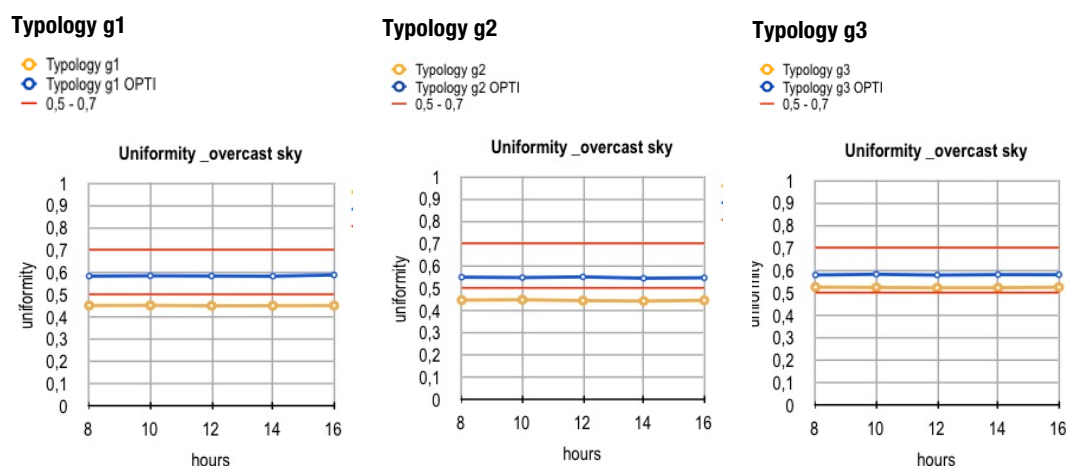 Typology g1
Typology g1
Typology g1 OPTI
0,5 - 0,7
Uniformity _overcast sky
1
0,9
0,8
0,7
0,6
0,5
0,4
0,3
0,2
0,1
0
uniformity
8 10 12 14 16
hours
Typology g2
Typology g2
Typology g2 OPTI
0,5 - 0,7
Uniformity _overcast sky
1
0,9
0,8
0,7
0,6
0,5
0,4
0,3
0,2
0,1
0
uniformity
8 10 12 14 16
hours
Typology g3
Typology g3
Typology g3 OPTI
0,5 - 0,7
Uniformity _overcast sky
1
0,9
0,8
0,7
0,6
0,5
0,4
0,3
0,2
0,1
0
uniformity
8 10 12 14 16
hours